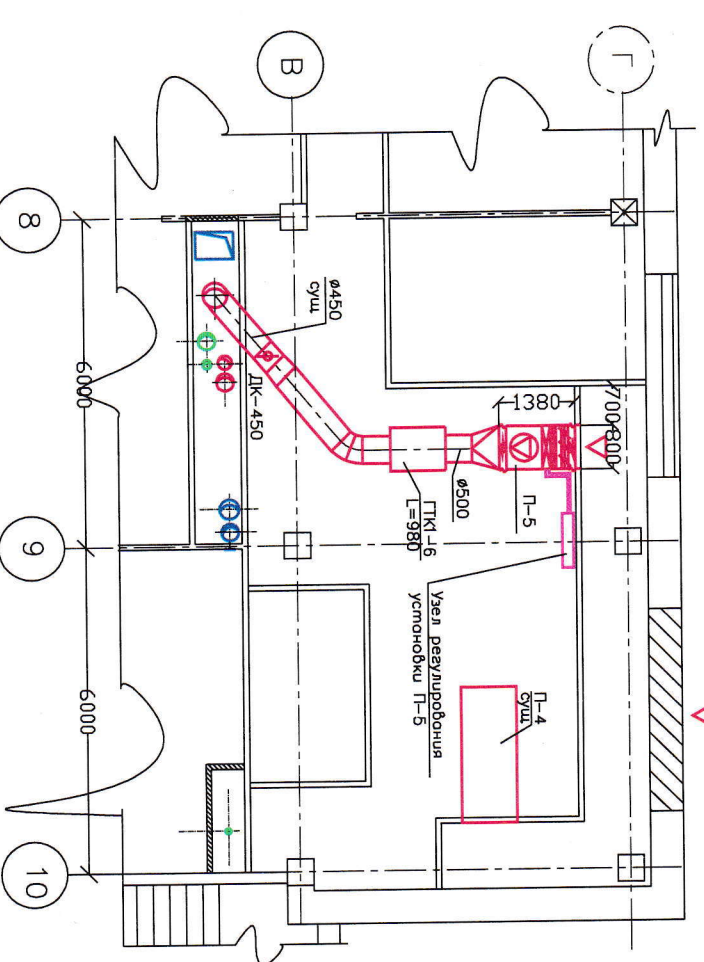 Г
В
8
9
10
6000
6000
ø450
сущ
ДК-450
1380
700
800
П-5
ø500
ГТК1-6
L=980
Узел регулирования
установки П-5
П-4
сущ